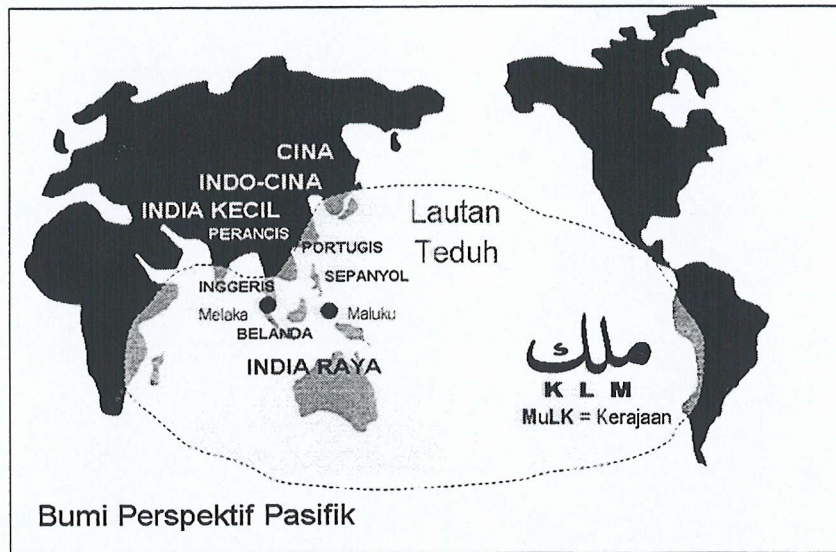 CINA
INDO-CINA
INDIA KECIL
PERANCIS
Lautan
Teduh
PORTUGIS
SEPANYOL
INGGERIS
Melaka
Maluku
BELANDA
INDIA RAYA
ملك
K L M
MuLK = Kerajaan
Bumi Perspektif Pasifik